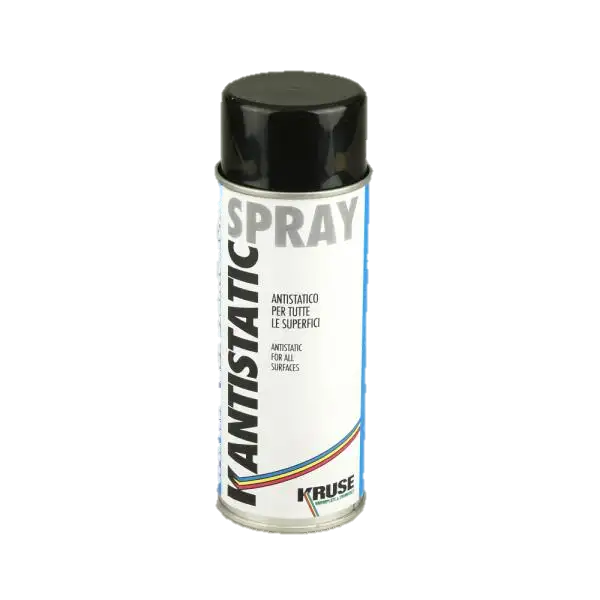 SPRAY
KANTISTATIC
ANTISTATICO
PER TUTTE
LE SUPERFICI
ANTISTATIC
FOR ALL
SURFACES
KRUSE